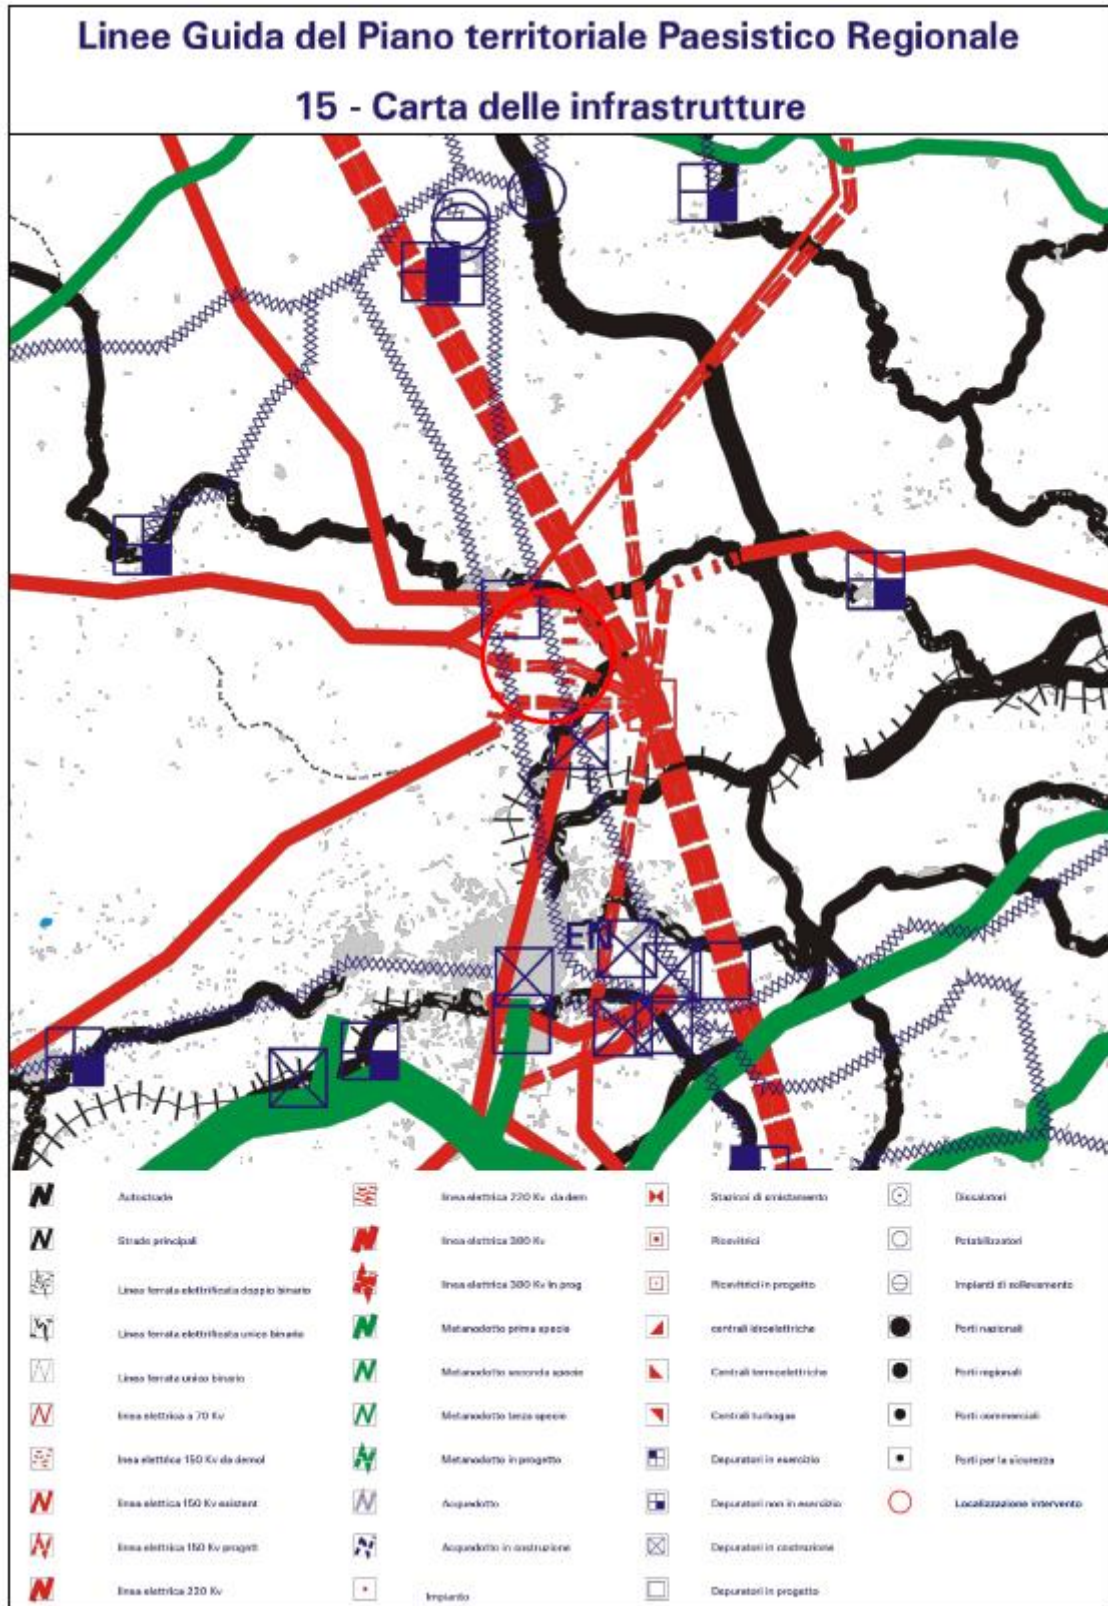 Linee Guida del Piano territoriale Paesistico Regionale
15 - Carta delle infrastrutture
EN
Autostrade
Strade principali
Linea ferrata elettrificata doppio binario
Linea ferrata elettrificata unico binario
Linea ferrata unico binario
linea elettrica a 70 Kv
linea elettrica 150 Kv da demol
linea elettrica 150 Kv esistent
linea elettrica 150 Kv progett
linea elettrica 220 Kv
linea elettrica 220 Kv da dem
linea elettrica 380 Kv
linea elettrica 380 Kv in prog
Metanodotto prima specie
Metanodotto seconda specie
Metanodotto terza specie
Metanodotto in progetto
Acquedotto
Acquedotto in costruzione
Impianto
Stazioni di smistamento
Ricevitrici
Ricevitrici in progetto
centrali idroelettriche
Centrali termoelettriche
Centrali turbogas
Depuratori in esercizio
Depuratori non in esercizio
Depuratori in costruzione
Depuratori in progetto
Dissalatori
Potabilizzatori
Impianti di sollevamento
Porti nazionali
Porti regionali
Porti commerciali
Porti per la sicurezza
Localizzazione intervento